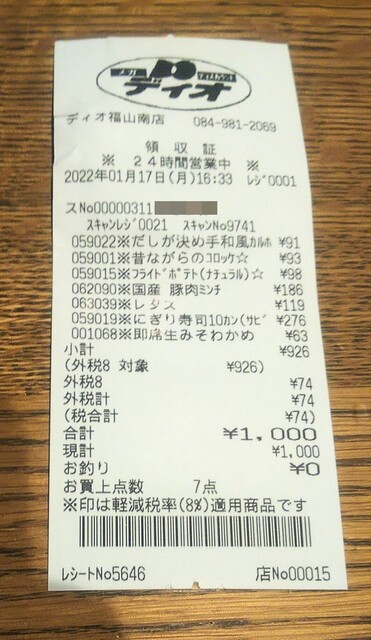 メガ ディスカウント
ディオ
ディオ福山南店 084-981-2069
領収証
※ 24時間営業中 ※
2022年01月17日(月)16:33 レジ0001
スNo00000311
スキャンレジ0021 スキャンNo9741
059022※だしが決め手和風カルホ ¥91
059001※昔ながらのコロッケ☆ ¥93
059015※フライドポテト(ナチュラル)☆ ¥98
062090※国産 豚肉ミンチ ¥186
063039※レタス ¥119
059019※にぎり寿司10カン(サビ ¥276
001068※即席生みそわかめ ¥63
小計 ¥926
(外税8 対象 ¥926)
外税8 ¥74
外税計 ¥74
(税合計 ¥74)
合計 ¥1,000
現計 ¥1,000
お釣り ¥0
お買上点数 7点
※印は軽減税率(8%)適用商品です
レシートNo5646 店No00015